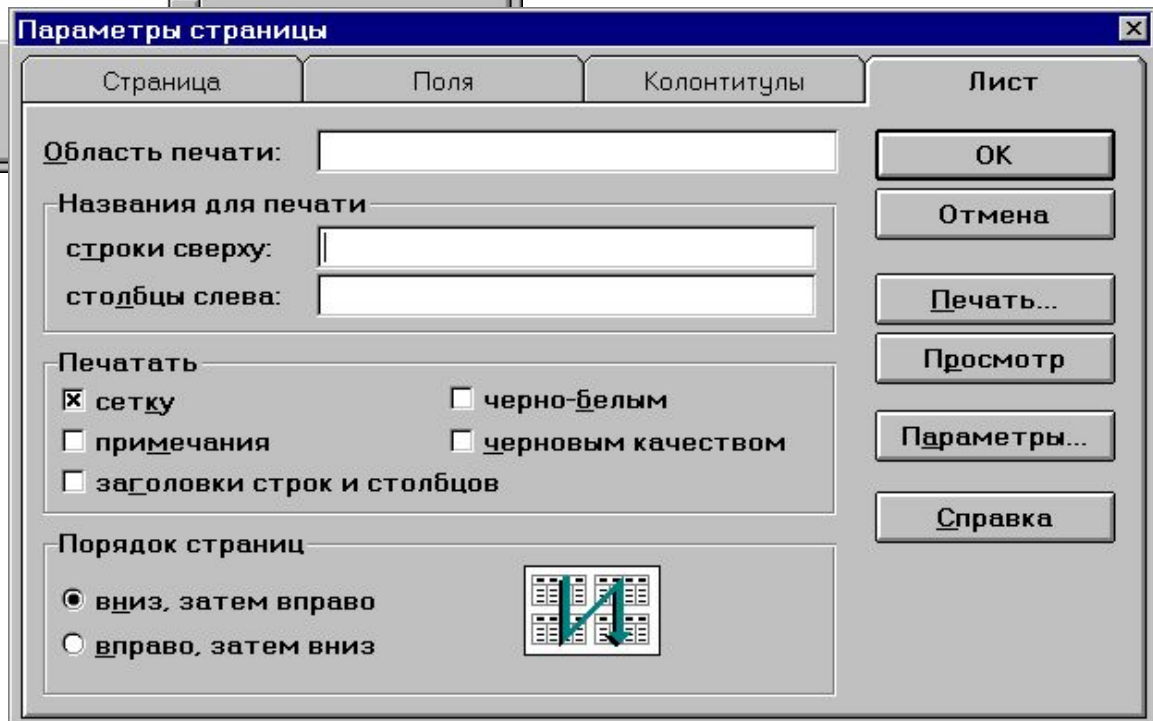 Параметры страницы
Страница Поля Колонтитулы Лист
Область печати: OK
Названия для печати Отмена
строки сверху:
столбцы слева: Печать...
Печатать Просмотр
сетку черно-белым
примечания черновым качеством Параметры...
заголовки строк и столбцов
Справка
Порядок страниц
вниз, затем вправо
вправо, затем вниз